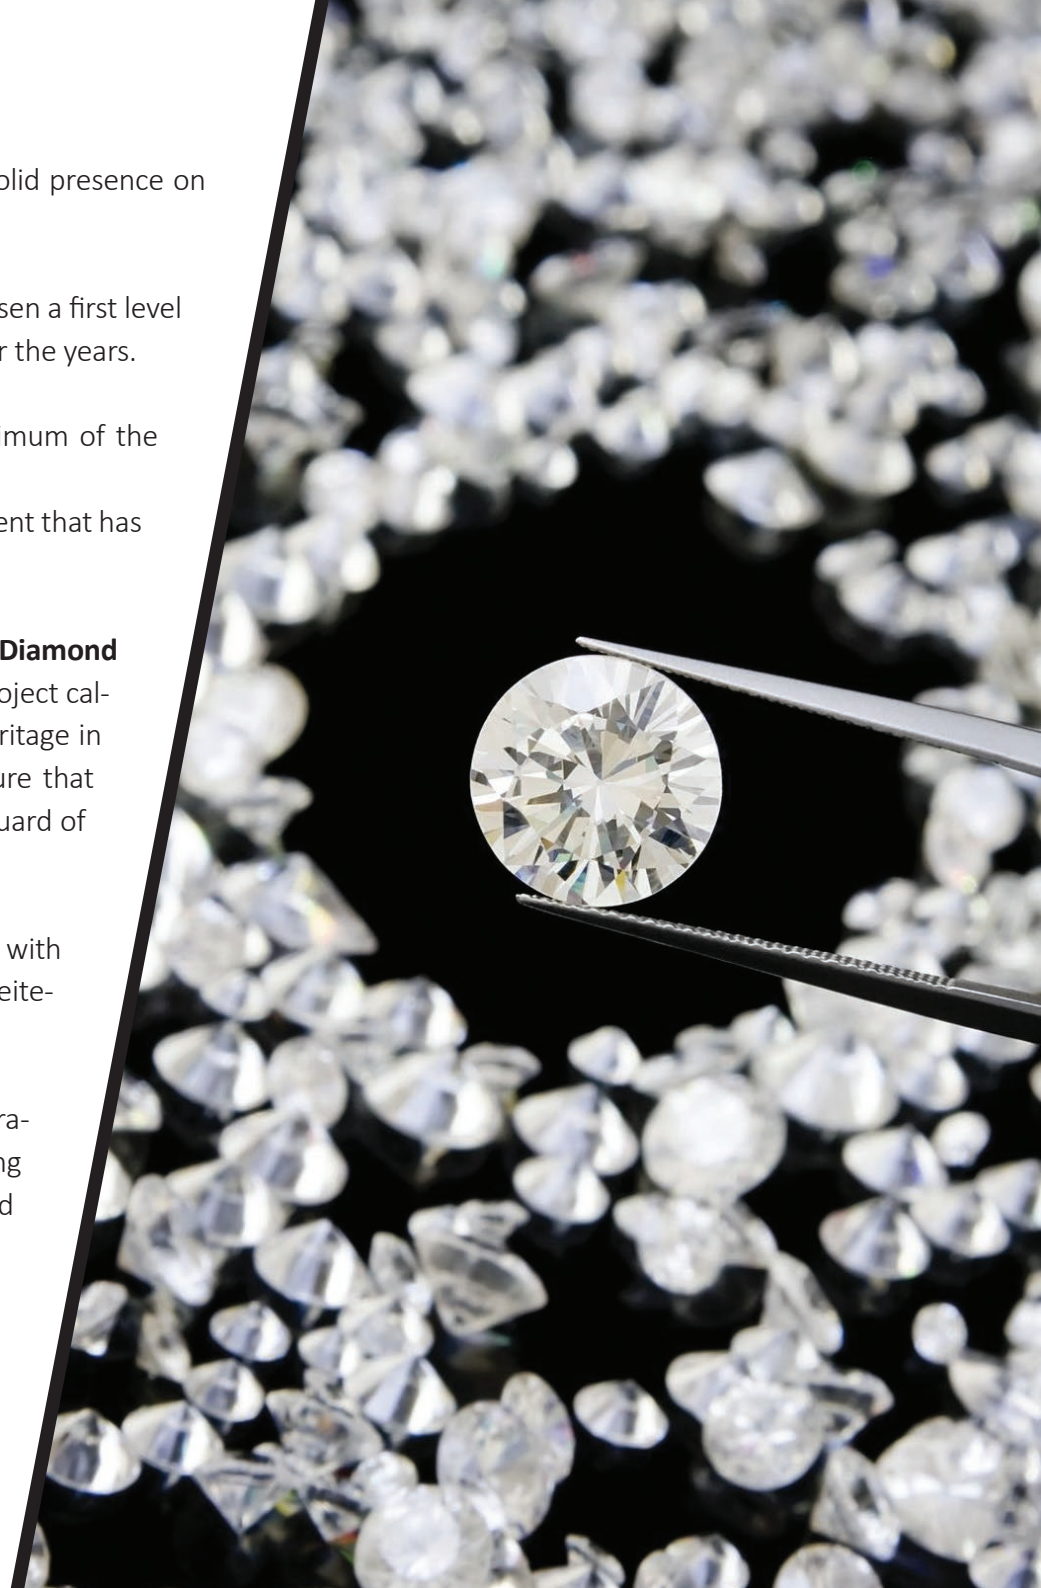 olid presence on
sen a first level
r the years.
imum of the
ent that has
Diamond
oject cal-
ritage in
ure that
uard of
with
eite-
ra-
ng
d